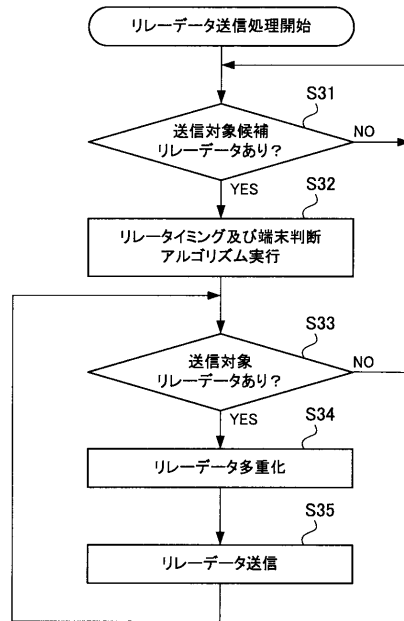 リレーデータ送信処理開始
S31
送信対象候補
リレーデータあり？
NO
YES
S32
リレータイミング及び端末判断
アルゴリズム実行
S33
送信対象
リレーデータあり？
NO
YES
S34
リレーデータ多重化
S35
リレーデータ送信